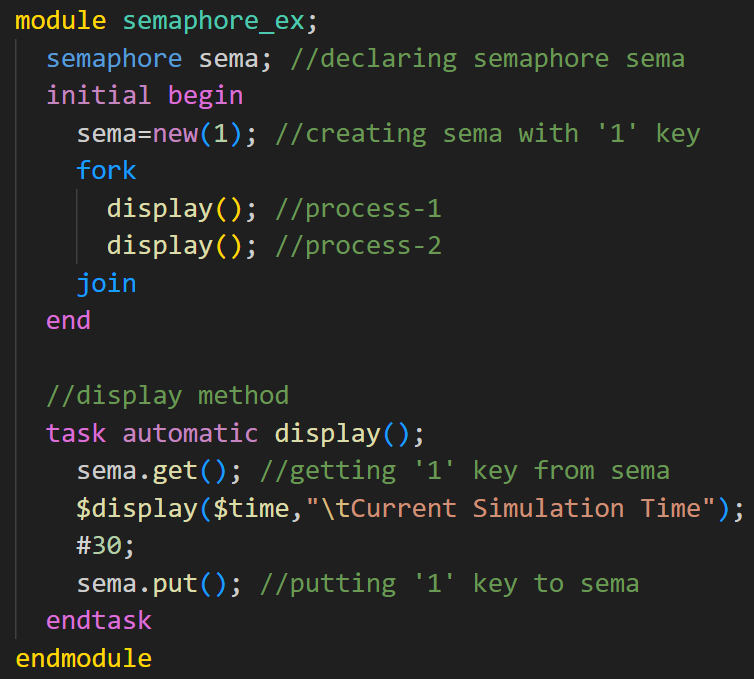 module semaphore_ex;
  semaphore sema; //declaring semaphore sema
  initial begin
    sema=new(1); //creating sema with '1' key
    fork
      display(); //process-1
      display(); //process-2
    join
  end

  //display method
  task automatic display();
    sema.get(); //getting '1' key from sema
    $display($time,"\tCurrent Simulation Time");
    #30;
    sema.put(); //putting '1' key to sema
  endtask
endmodule